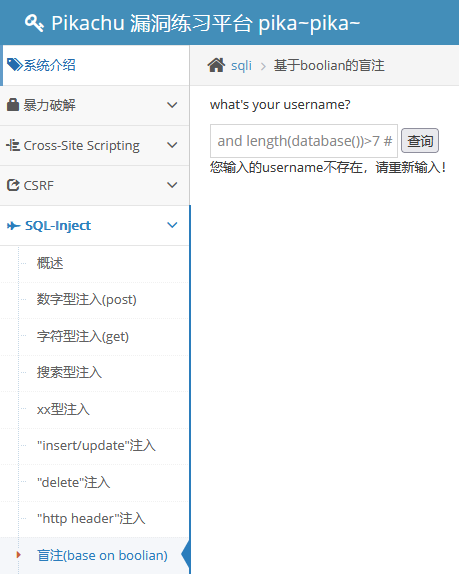 Pikachu 漏洞练习平台 pika~pika~
系统介绍
暴力破解
Cross-Site Scripting
CSRF
SQL-Inject
概述
数字型注入(post)
字符型注入(get)
搜索型注入
xx型注入
"insert/update"注入
"delete"注入
"http header"注入
盲注(base on boolian)
sqli > 基于boolian的盲注
what's your username?
and length(database())>7 # 查询
您输入的username不存在，请重新输入！